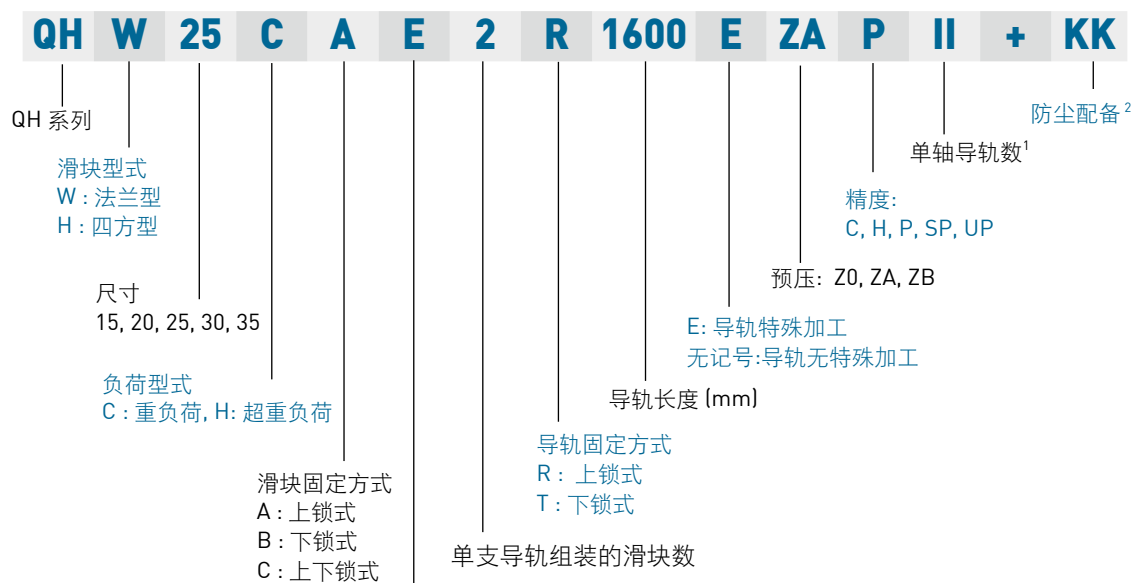 QH W 25 C A E 2 R 1600 E ZA P II + KK
QH 系列
防尘配备²
单轴导轨数¹
滑块型式
W : 法兰型
H : 四方型
精度:
C, H, P, SP, UP
预压: Z0, ZA, ZB
尺寸
15, 20, 25, 30, 35
E: 导轨特殊加工
无记号:导轨无特殊加工
负荷型式
C : 重负荷, H: 超重负荷
导轨长度 (mm)
导轨固定方式
R : 上锁式
T : 下锁式
滑块固定方式
A : 上锁式
B : 下锁式
C : 上下锁式
单支导轨组装的滑块数